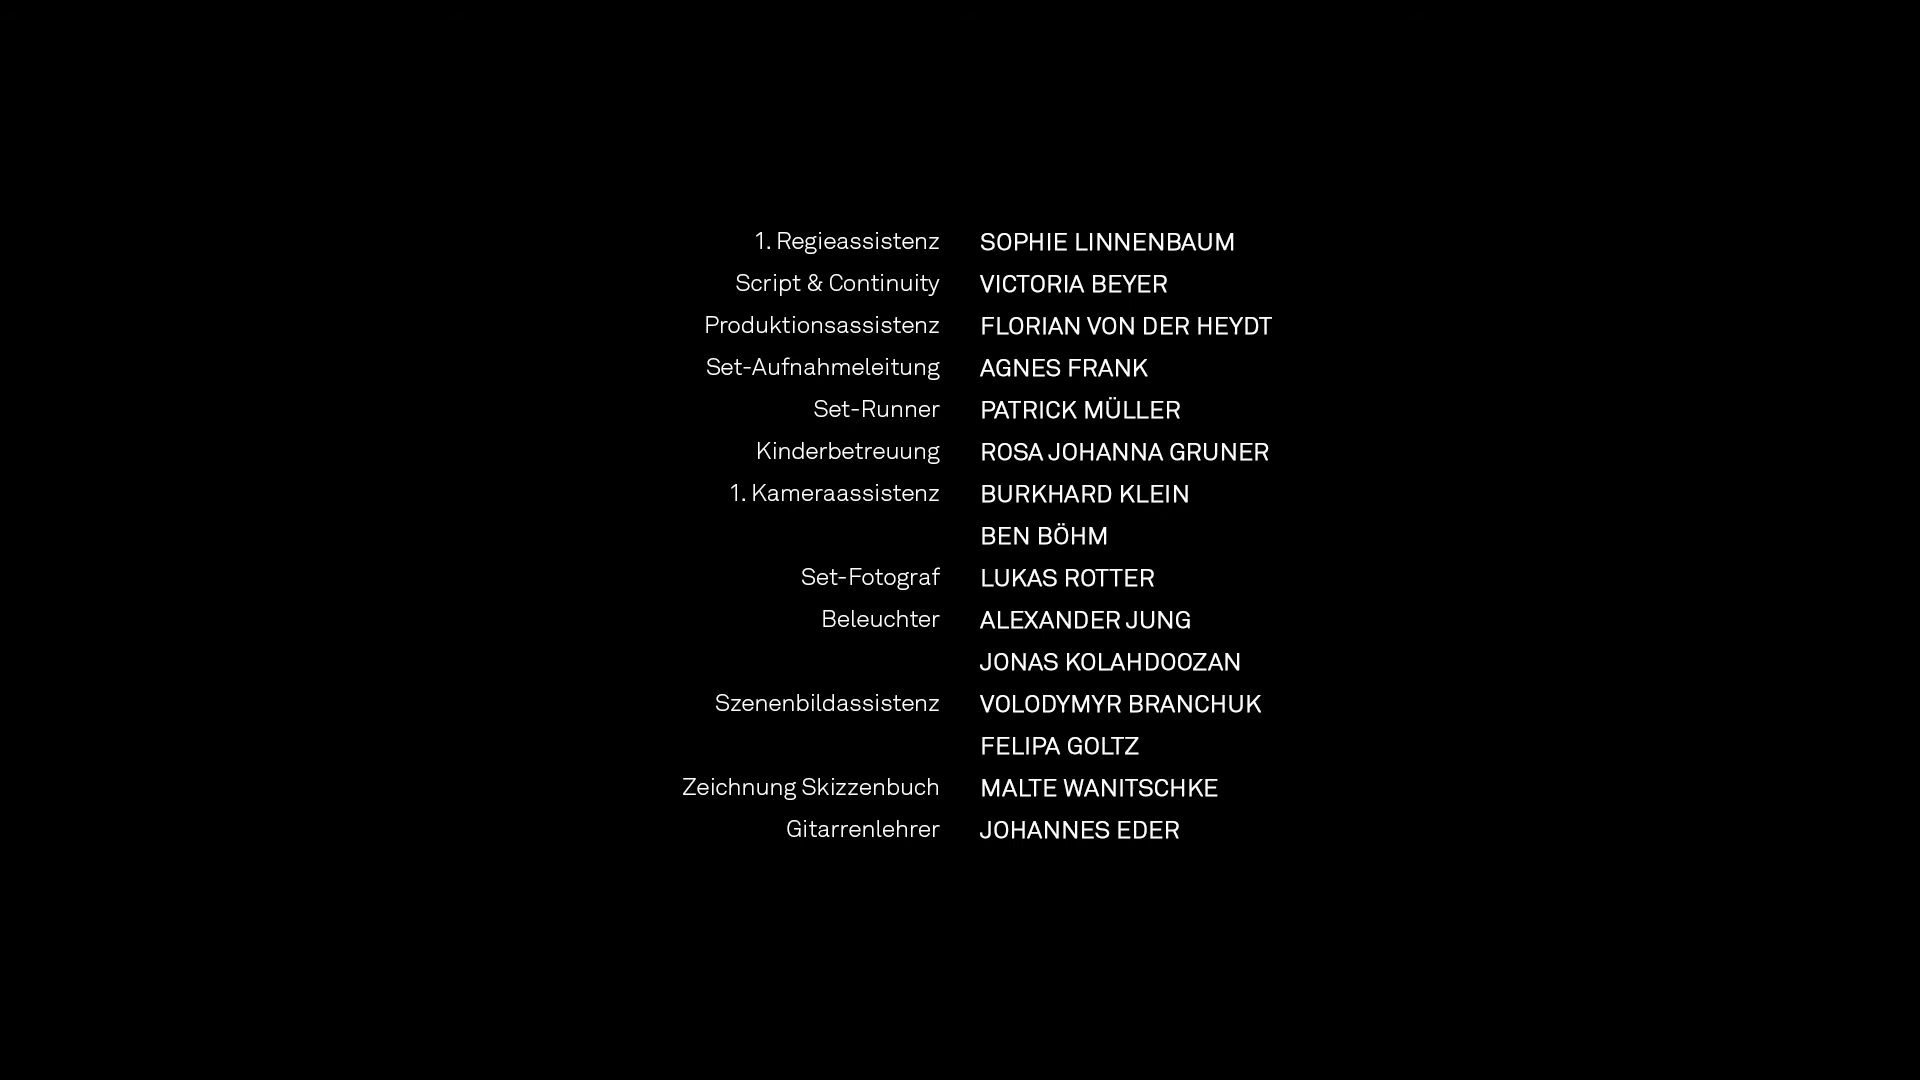 1. Regieassistenz SOPHIE LINNENBAUM
Script & Continuity VICTORIA BEYER
Produktionsassistenz FLORIAN VON DER HEYDT
Set-Aufnahmeleitung AGNES FRANK
Set-Runner PATRICK MÜLLER
Kinderbetreuung ROSA JOHANNA GRUNER
1. Kameraassistenz BURKHARD KLEIN
BEN BÖHM
Set-Fotograf LUKAS ROTTER
Beleuchter ALEXANDER JUNG
JONAS KOLAHDOOZAN
Szenenbildassistenz VOLODYMYR BRANCHUK
FELIPA GOLTZ
Zeichnung Skizzenbuch MALTE WANITSCHKE
Gitarrenlehrer JOHANNES EDER